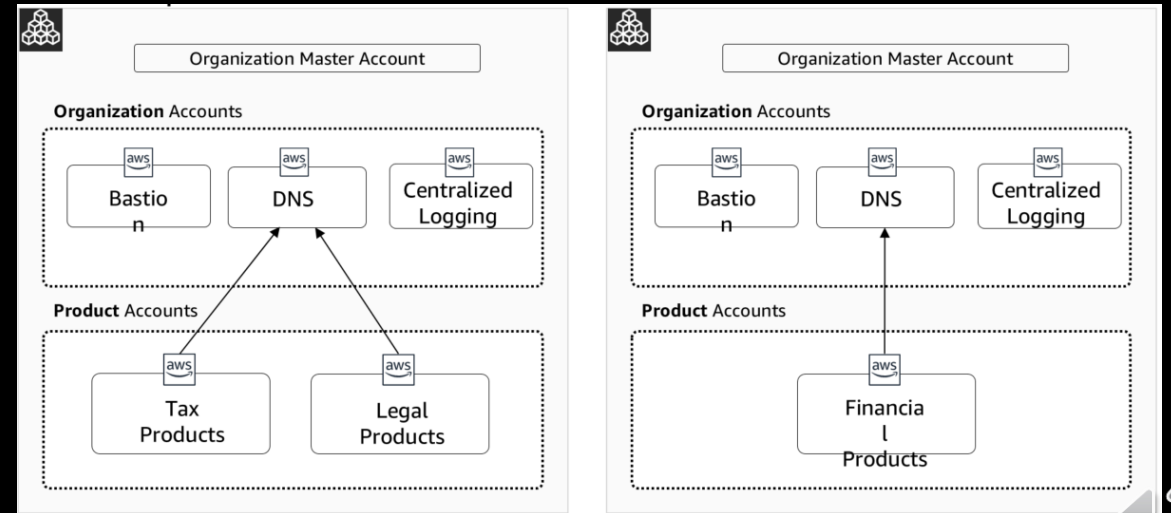 Organization Master Account
Organization Accounts
aws
aws
aws
Bastio
n
DNS
Centralized
Logging
Product Accounts
aws
aws
Tax
Products
Legal
Products
Organization Master Account
Organization Accounts
aws
aws
aws
Bastio
n
DNS
Centralized
Logging
Product Accounts
aws
Financia
l
Products